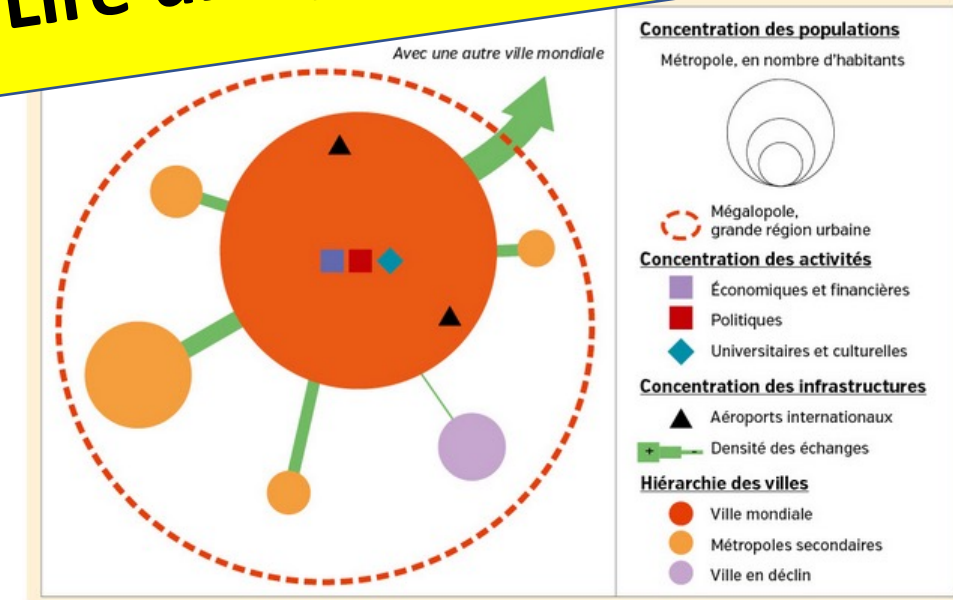 Lire
Avec une autre ville mondiale
Concentration des populations
Métropole, en nombre d'habitants
Mégalopole,
grande région urbaine
Concentration des activités
Économiques et financières
Politiques
Universitaires et culturelles
Concentration des infrastructures
Aéroports internationaux
+ - Densité des échanges
Hiérarchie des villes
Ville mondiale
Métropoles secondaires
Ville en déclin